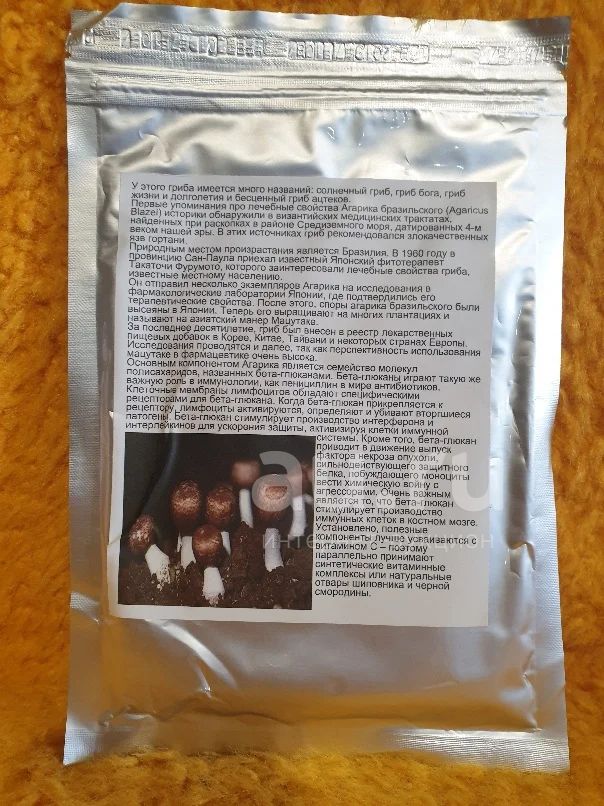 У этого гриба имеется много названий: солнечный гриб, гриб бога, гриб
жизни и долголетия и бесценный гриб ацтеков.
Первые упоминания про лечебные свойства Агарика бразильского (Agaricus
Blazei) историки обнаружили в византийских медицинских трактатах,
найденных при раскопках в районе Средиземного моря, датированных 4-м
веком нашей эры. В этих источниках гриб рекомендовался злокачественных
язв гортани.
Природным местом произрастания является Бразилия. В 1960 году в
провинцию Сан-Паула приехал известный Японский фитотерапевт
Такаточи Фурумото, которого заинтересовали лечебные свойства гриба,
известные местному населению.
Он отправил несколько экземпляров Агарика на исследования в
фармакологические лаборатории Японии, где подтвердились его
терапевтические свойства. После этого, споры агарика бразильского были
высеяны в Японии. Теперь его выращивают на многих плантациях и
называют на азиатский манер Мацутаке.
За последнее десятилетие, гриб был внесен в реестр лекарственных
пищевых добавок в Корее, Китае, Тайвани и некоторых странах Европы.
Исследования проводятся и далее, так как перспективность использования
мацутаке в фармацевтике очень высока.
Основным компонентом Агарика является семейство молекул
полисахаридов, названных бета-глюканами. Бета-глюканы играют такую же
важную роль в иммунологии, как пенициллин в мире антибиотиков.
Клеточные мембраны лимфоцитов обладают специфическими
рецепторами для бета-глюкана. Когда бета-глюкан прикрепляется к
рецептору, лимфоциты активируются, определяют и убивают вторгшиеся
патогены. Бета-глюкан стимулирует производство интерферона и
интерлейкинов для ускорения защиты, активизируя клетки иммунной
системы. Кроме того, бета-глюкан
приводит в движение выпуск
фактора некроза опухоли,
сильнодействующего защитного
белка, побуждающего моноциты
вести химическую войну с
агрессорами. Очень важным
является то, что бета-глюкан
стимулирует производство
иммунных клеток в костном мозге.
Установлено, полезные
компоненты лучше усваиваются с
витамином С – поэтому
параллельно принимают
синтетические витаминные
комплексы или натуральные
отвары шиповника и черной
смородины.